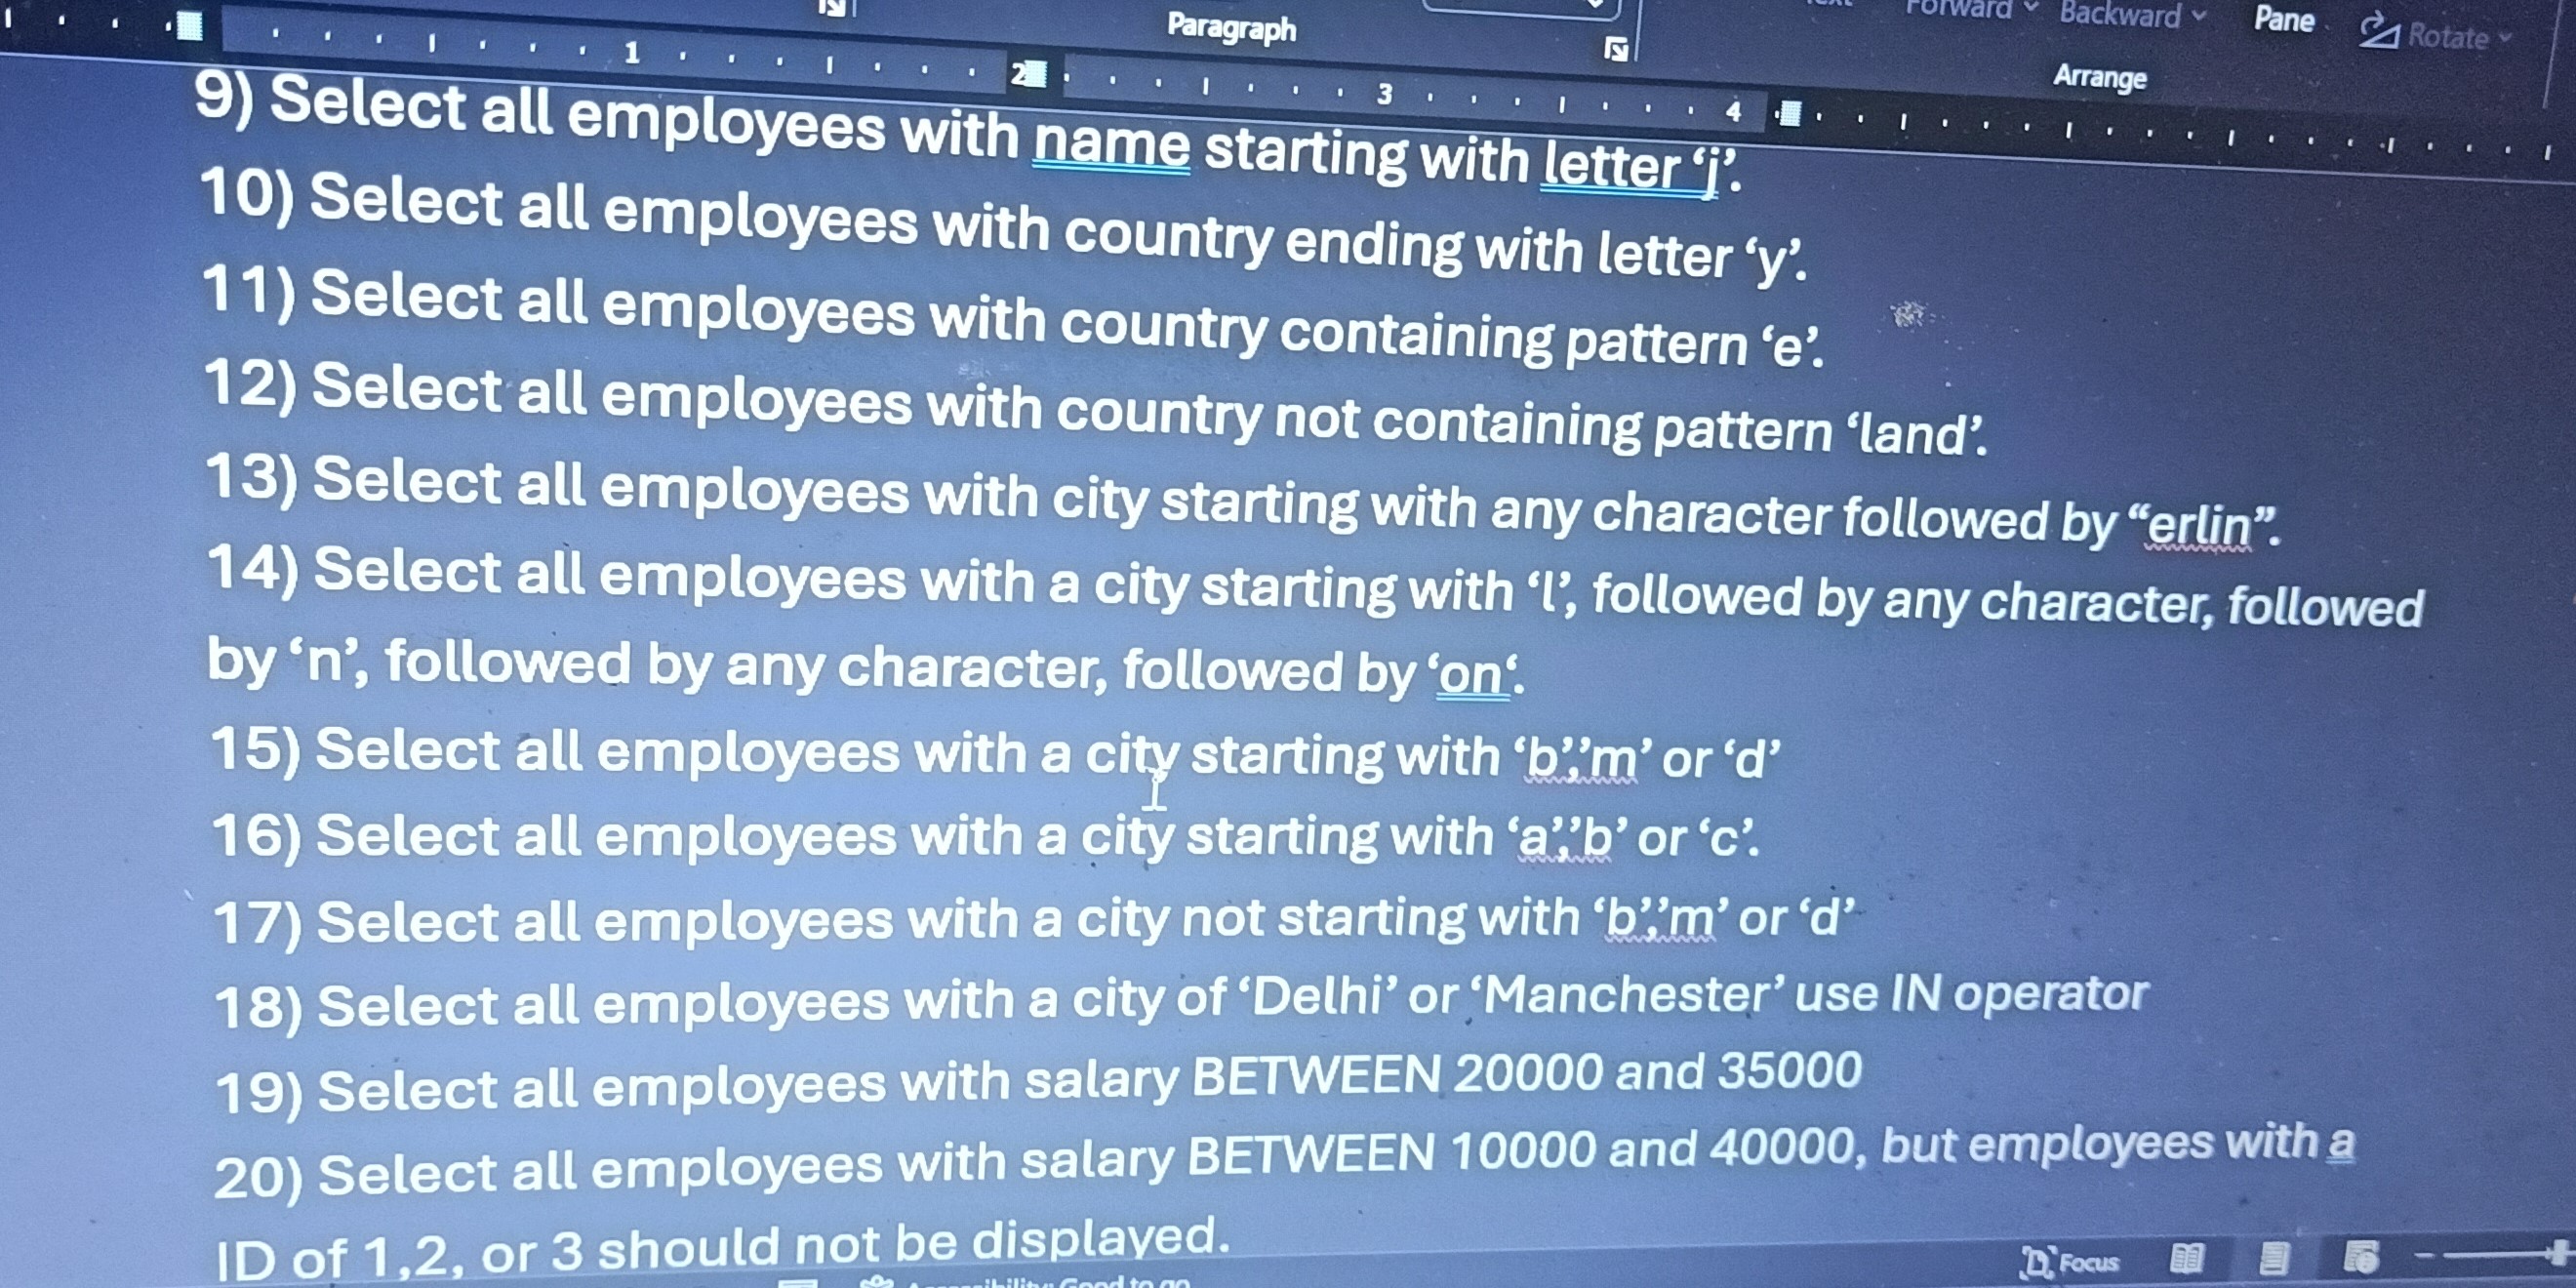 Paragraph
Backward
Pane
Rotate
Arrange
1
2
3
4
9) Select all employees with name starting with letter ‘j’.
10) Select all employees with country ending with letter ‘y’.
11) Select all employees with country containing pattern ‘e’.
12) Select all employees with country not containing pattern ‘land’.
13) Select all employees with city starting with any character followed by “erlin”.
14) Select all employees with a city starting with ‘l’, followed by any character, followed
by ‘n’, followed by any character, followed by ‘on‘.
15) Select all employees with a city starting with ‘b’,’m’ or ‘d’
16) Select all employees with a city starting with ‘a’,’b’ or ‘c’.
17) Select all employees with a city not starting with ‘b’,’m’ or ‘d’
18) Select all employees with a city of ‘Delhi’ or ‘Manchester’ use IN operator
19) Select all employees with salary BETWEEN 20000 and 35000
20) Select all employees with salary BETWEEN 10000 and 40000, but employees with a
ID of 1,2, or 3 should not be displayed.
Focus